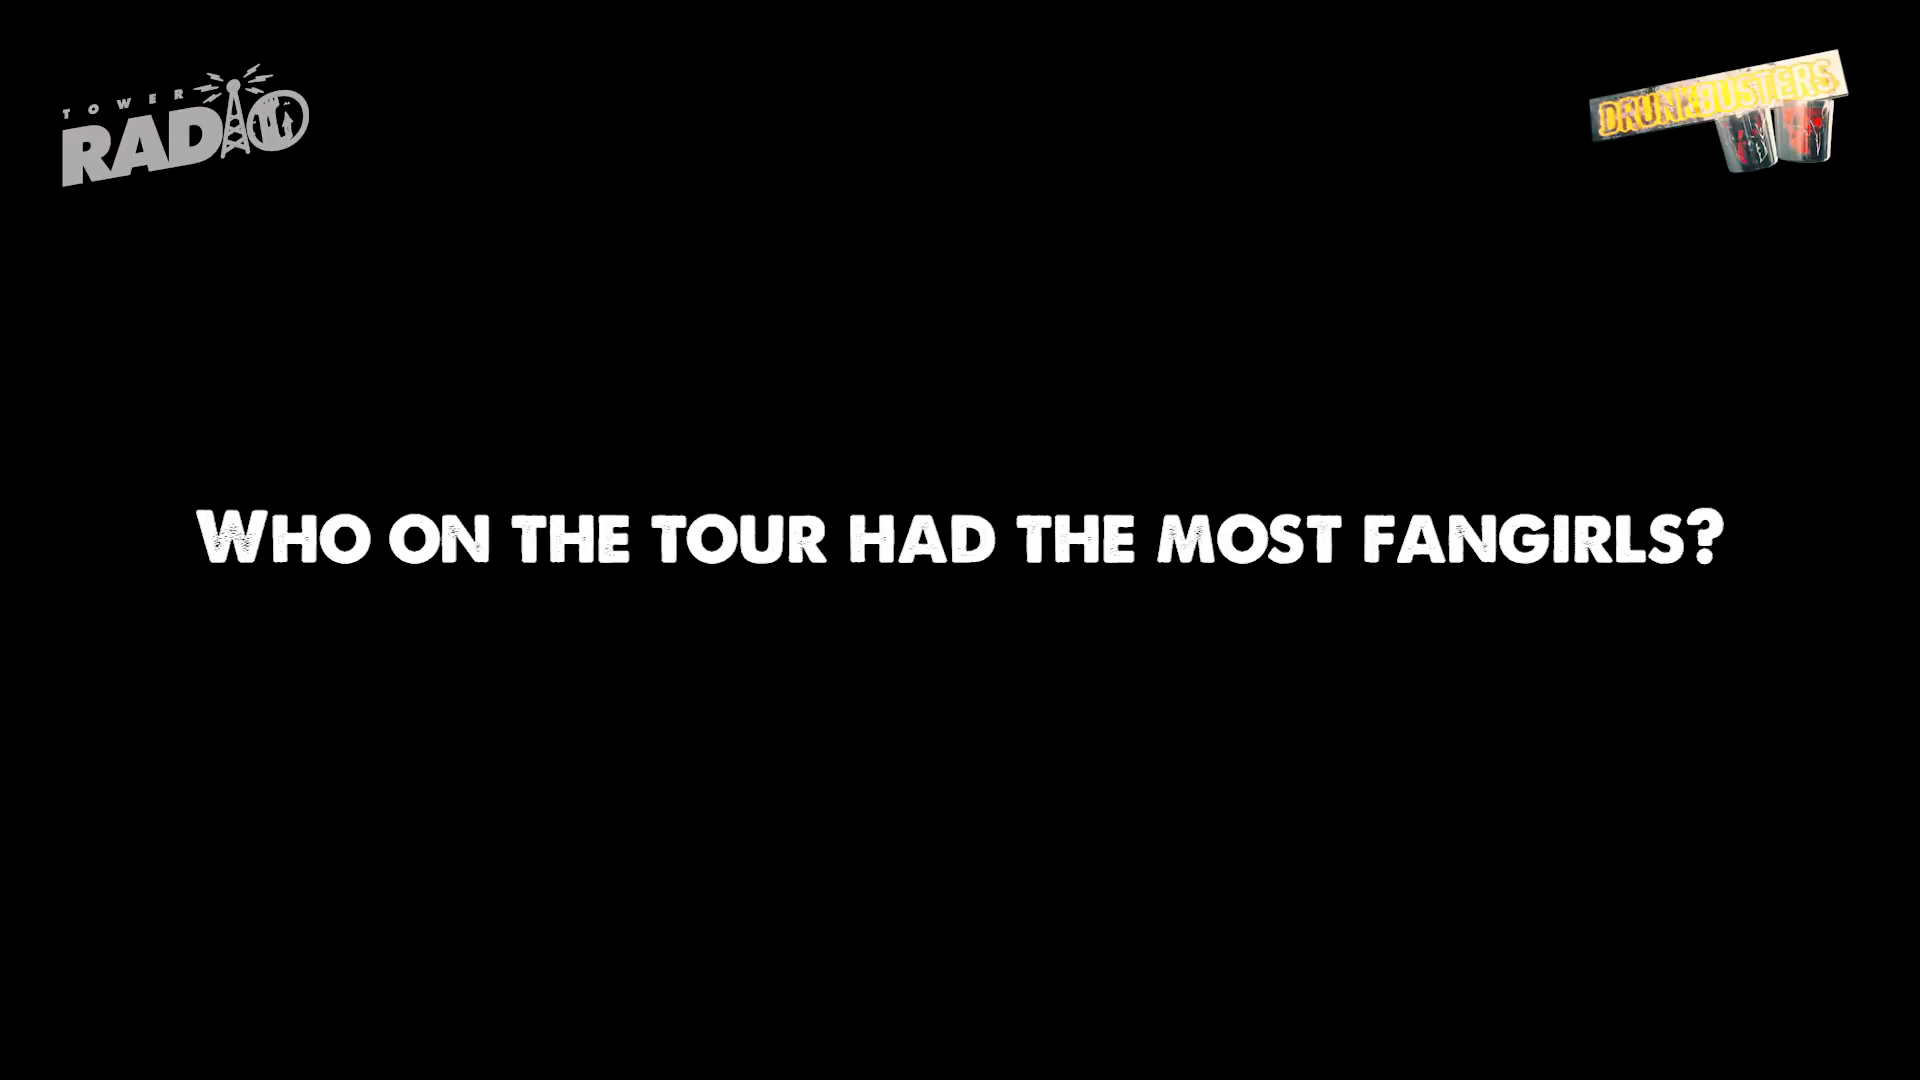 TOWER
RADIO
DRUNKBUSTERS
WHO ON THE TOUR HAD THE MOST FANGIRLS?